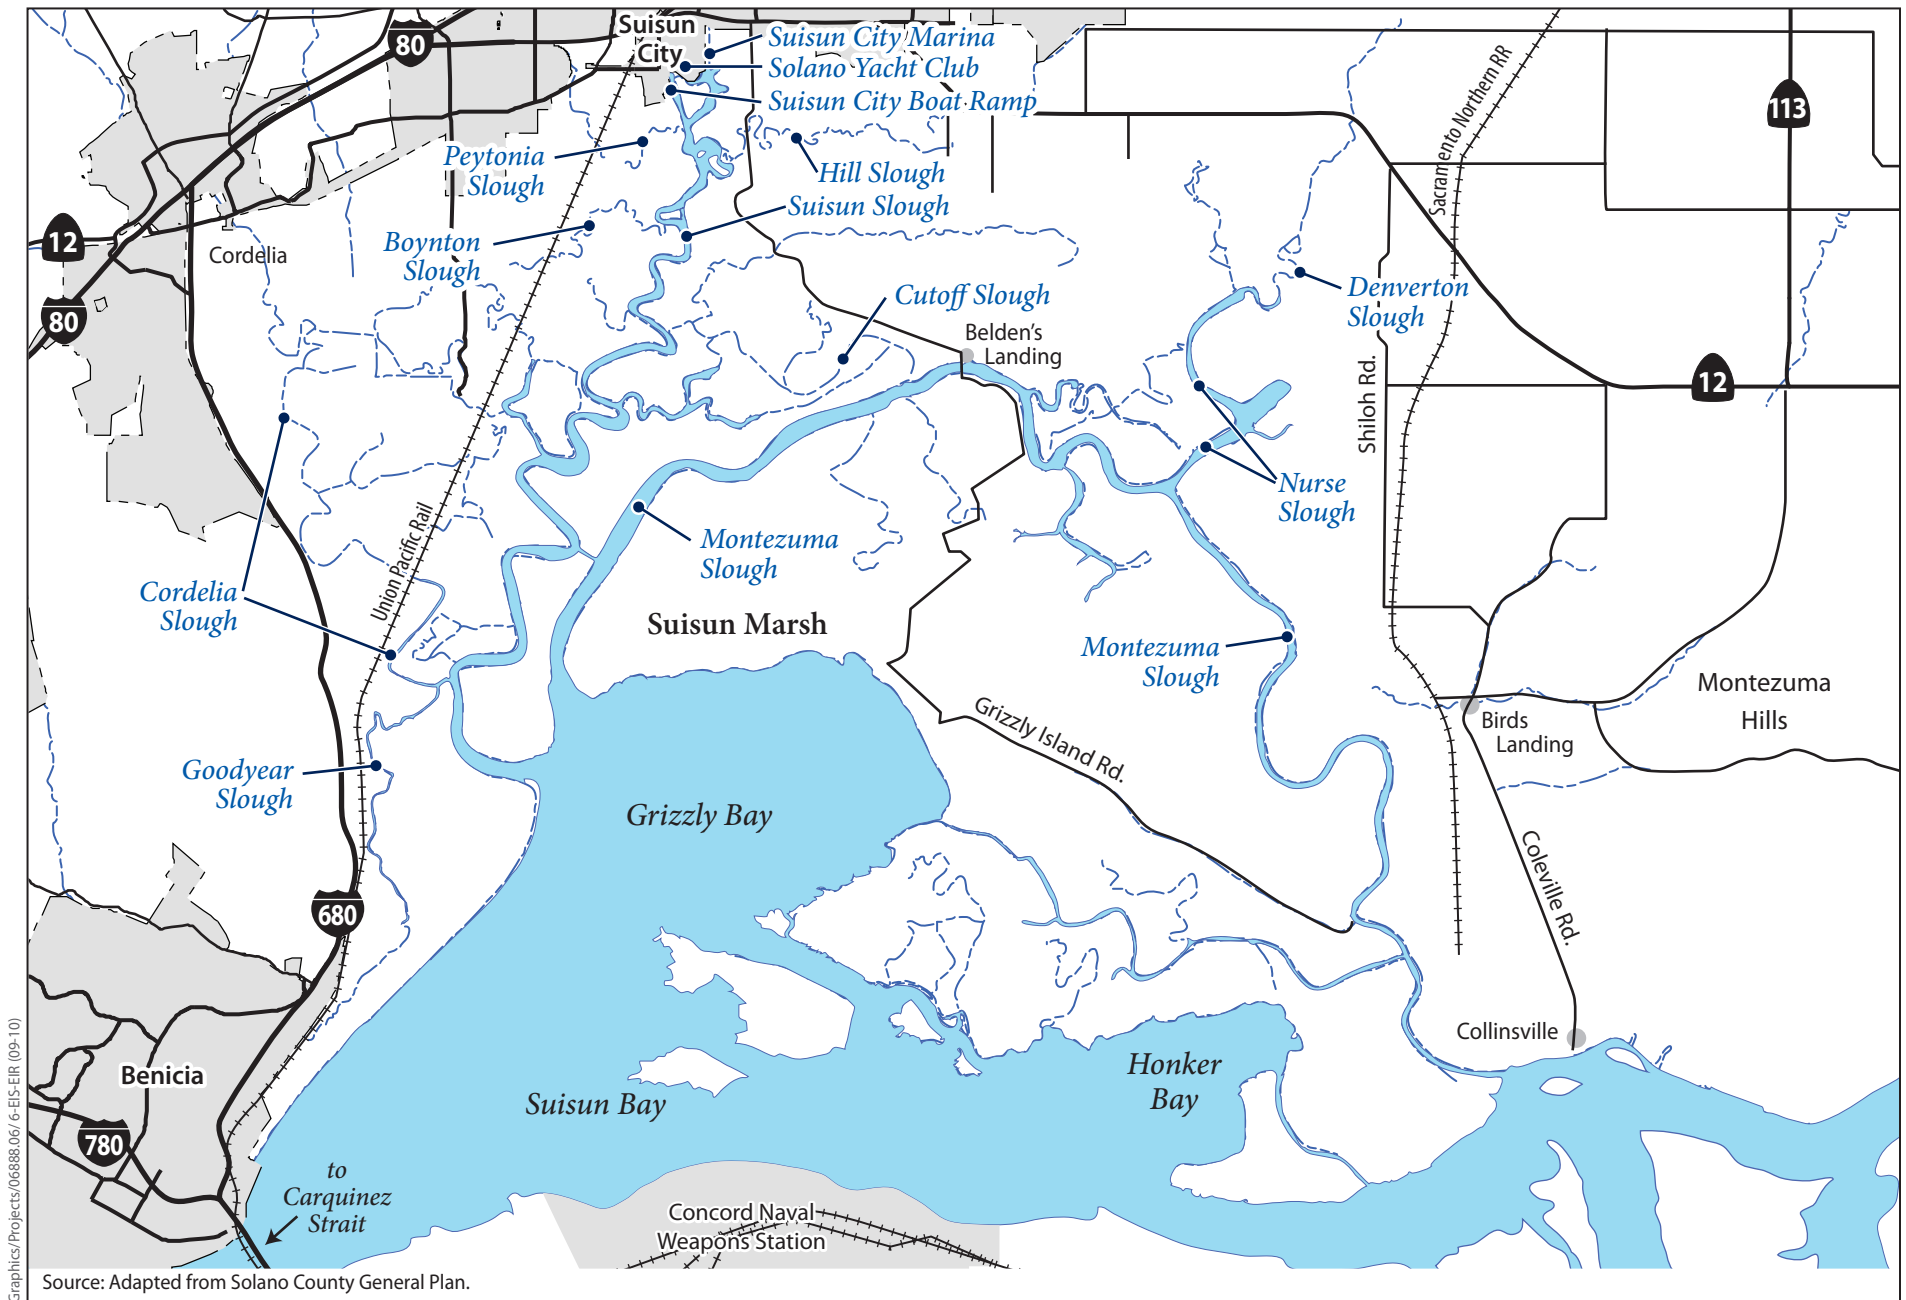 80
Suisun
City
Suisun City Marina
Solano Yacht Club
Suisun City Boat Ramp
113
Sacramento Northern RR
Peytonia
Slough
Hill Slough
Suisun Slough
12
Cordelia
Boynton
Slough
80
Cutoff Slough
Denverton
Slough
Belden's
Landing
Shiloh Rd.
12
Nurse
Slough
Union Pacific Rail
Montezuma
Slough
Cordelia
Slough
Suisun Marsh
Montezuma
Slough
Montezuma
Hills
Grizzly Island Rd.
Birds
Landing
Goodyear
Slough
Grizzly Bay
Coleville Rd.
680
Collinsville
Honker
Bay
Benicia
Suisun Bay
780
to
Carquinez
Strait
Concord Naval
Weapons Station
Source: Adapted from Solano County General Plan.
Graphics/Projects/06888.06/ 6-EIS-EIR (09-10)